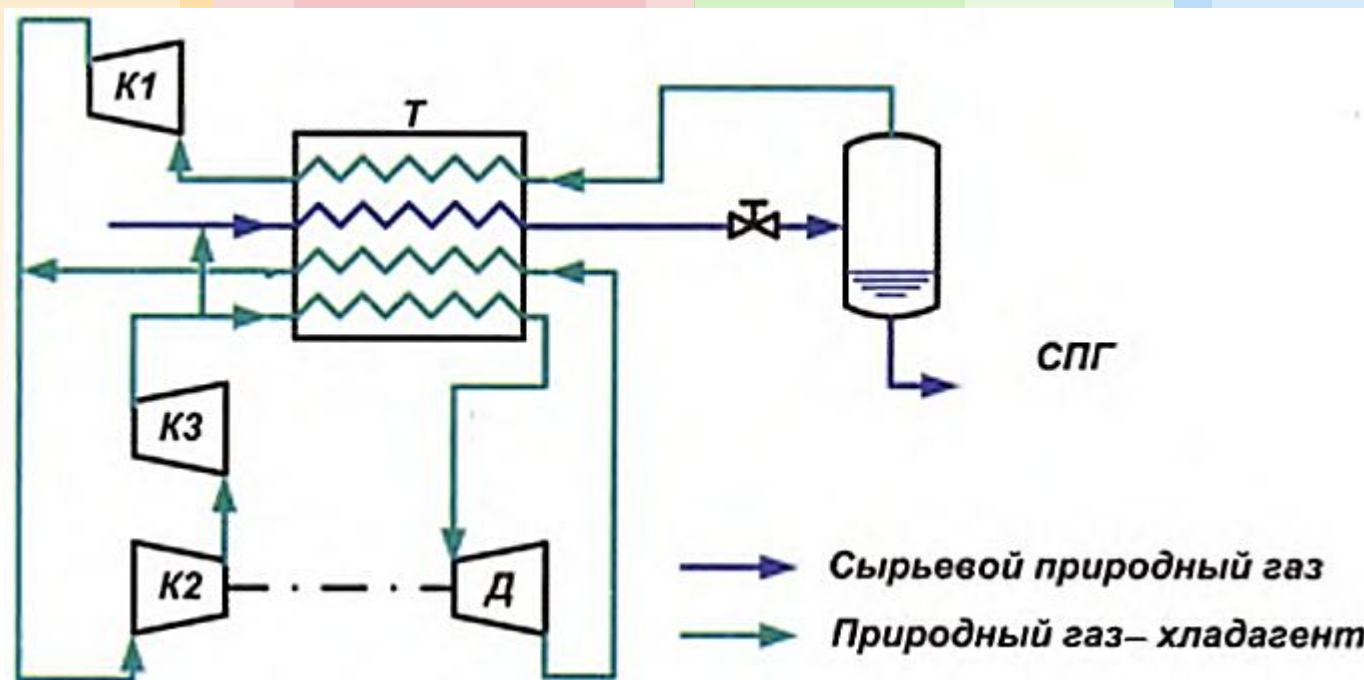 К1
Т
СПГ
К3
К2
Д
Сырьевой природный газ
Природный газ– хладагент